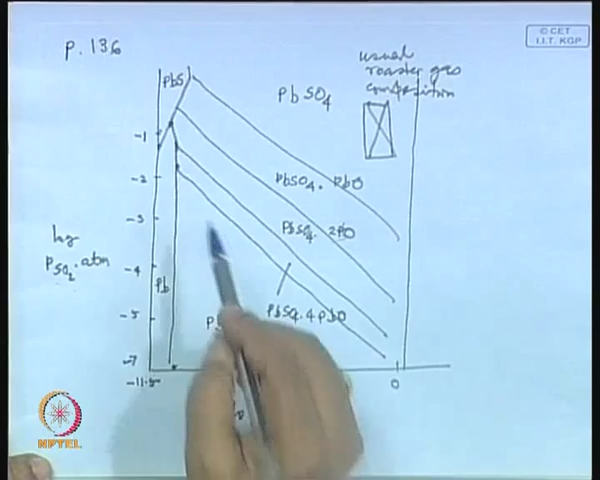 © CET
I.I.T. KGP
P. 136
usual
roaster gas
composition
PbS
PbSO4
-1
PbSO4. PbO
-2
PbSO4. 2PbO
-3
log
PSO2. atm
-4
Pb
-5
PbSO4. 4PbO
-7
-11.5
0
NPTEL